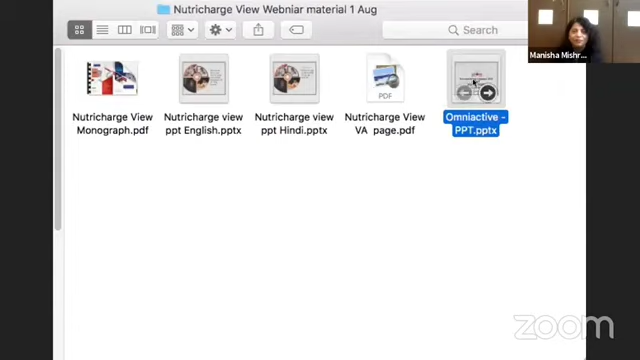 Nutricharge View Webniar material 1 Aug
Search
Manisha Mishr...
PDF
Nutricharge View
Monograph.pdf
Nutricharge view
ppt English.pptx
Nutricharge view
ppt Hindi.pptx
Nutricharge View
VA page.pdf
Omniactive -
PPT.pptx
zoom